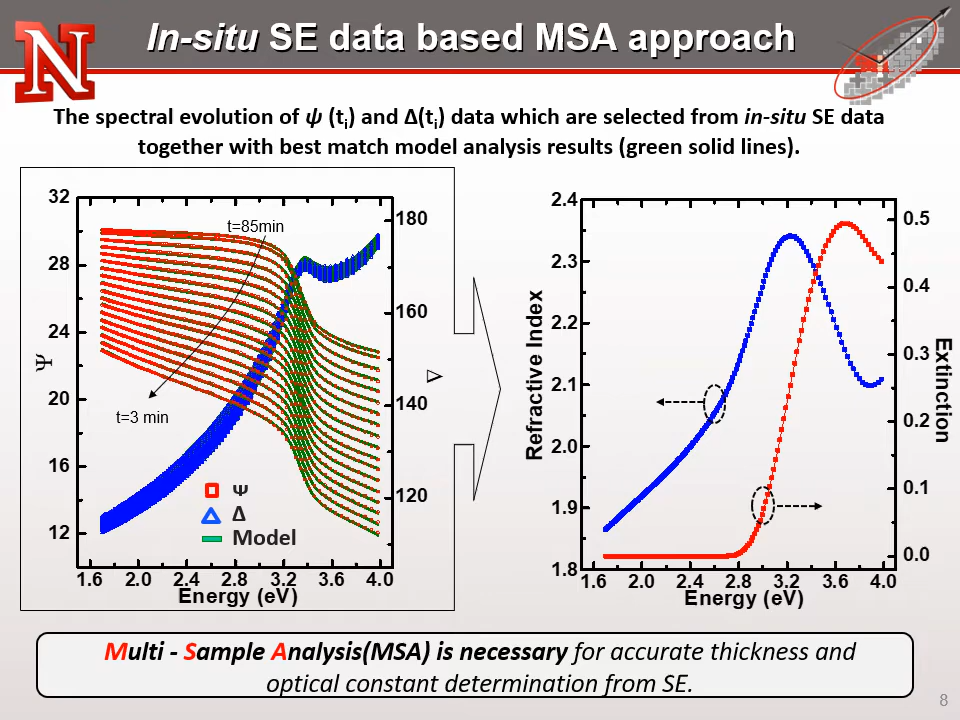 N
In-situ SE data based MSA approach
The spectral evolution of ψ (ti) and Δ(ti) data which are selected from in-situ SE data
together with best match model analysis results (green solid lines).
32
28
24
20
16
12
Ψ
180
160
140
120
Δ
t=85min
t=3 min
Ψ
Δ
Model
1.6 2.0 2.4 2.8 3.2 3.6 4.0
Energy (eV)
2.4
2.3
2.2
2.1
2.0
1.9
1.8
Refractive Index
0.5
0.4
0.3
0.2
0.1
0.0
Extinction
1.6 2.0 2.4 2.8 3.2 3.6 4.0
Energy (eV)
Multi - Sample Analysis(MSA) is necessary for accurate thickness and
optical constant determination from SE.
8